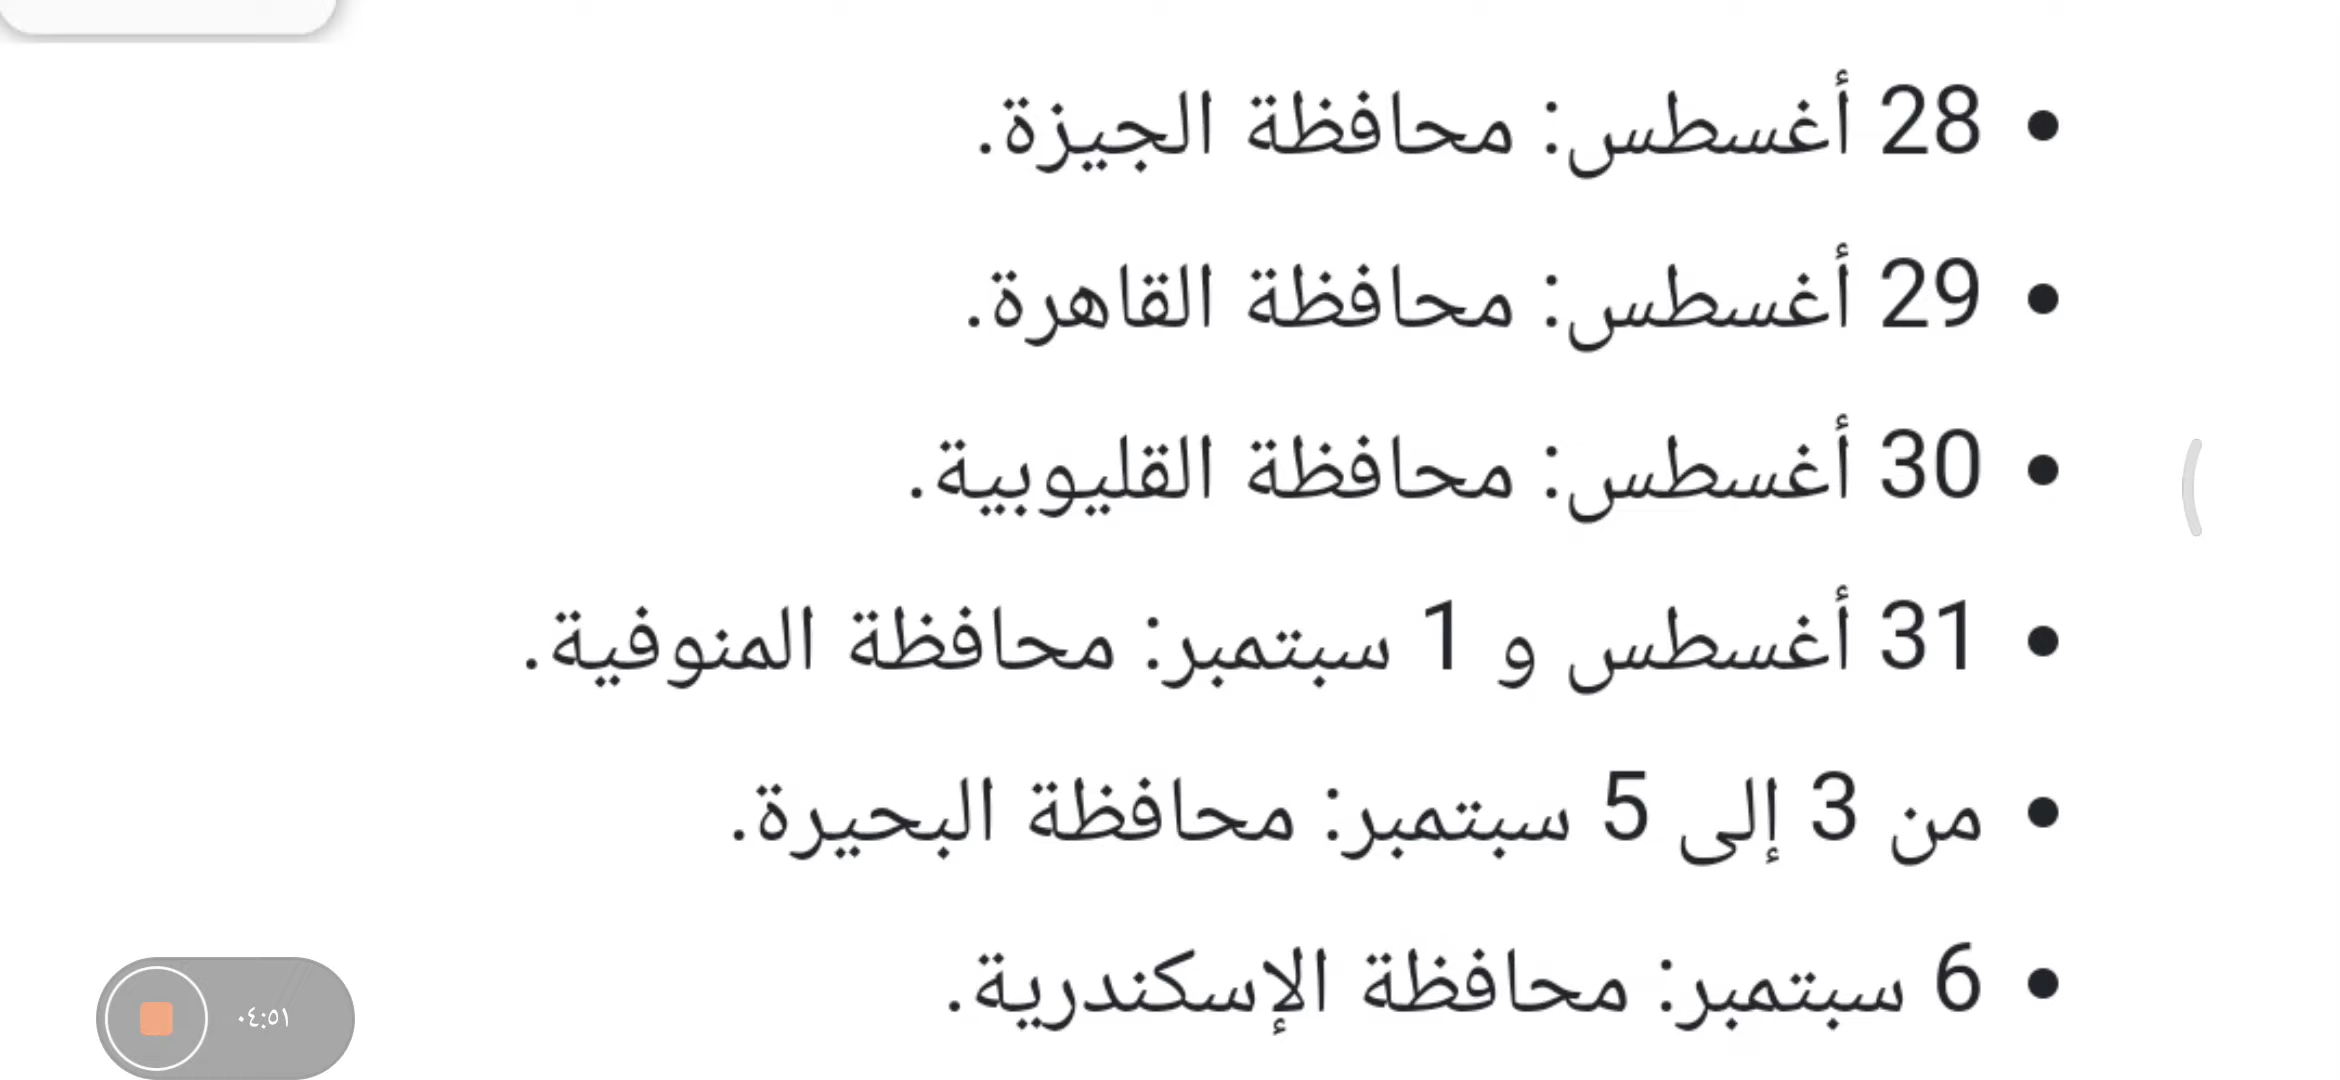 • 28 أغسطس: محافظة الجيزة.
• 29 أغسطس: محافظة القاهرة.
• 30 أغسطس: محافظة القليوبية.
• 31 أغسطس و 1 سبتمبر: محافظة المنوفية.
• من 3 إلى 5 سبتمبر: محافظة البحيرة.
• 6 سبتمبر: محافظة الإسكندرية.
٠٤:٥١